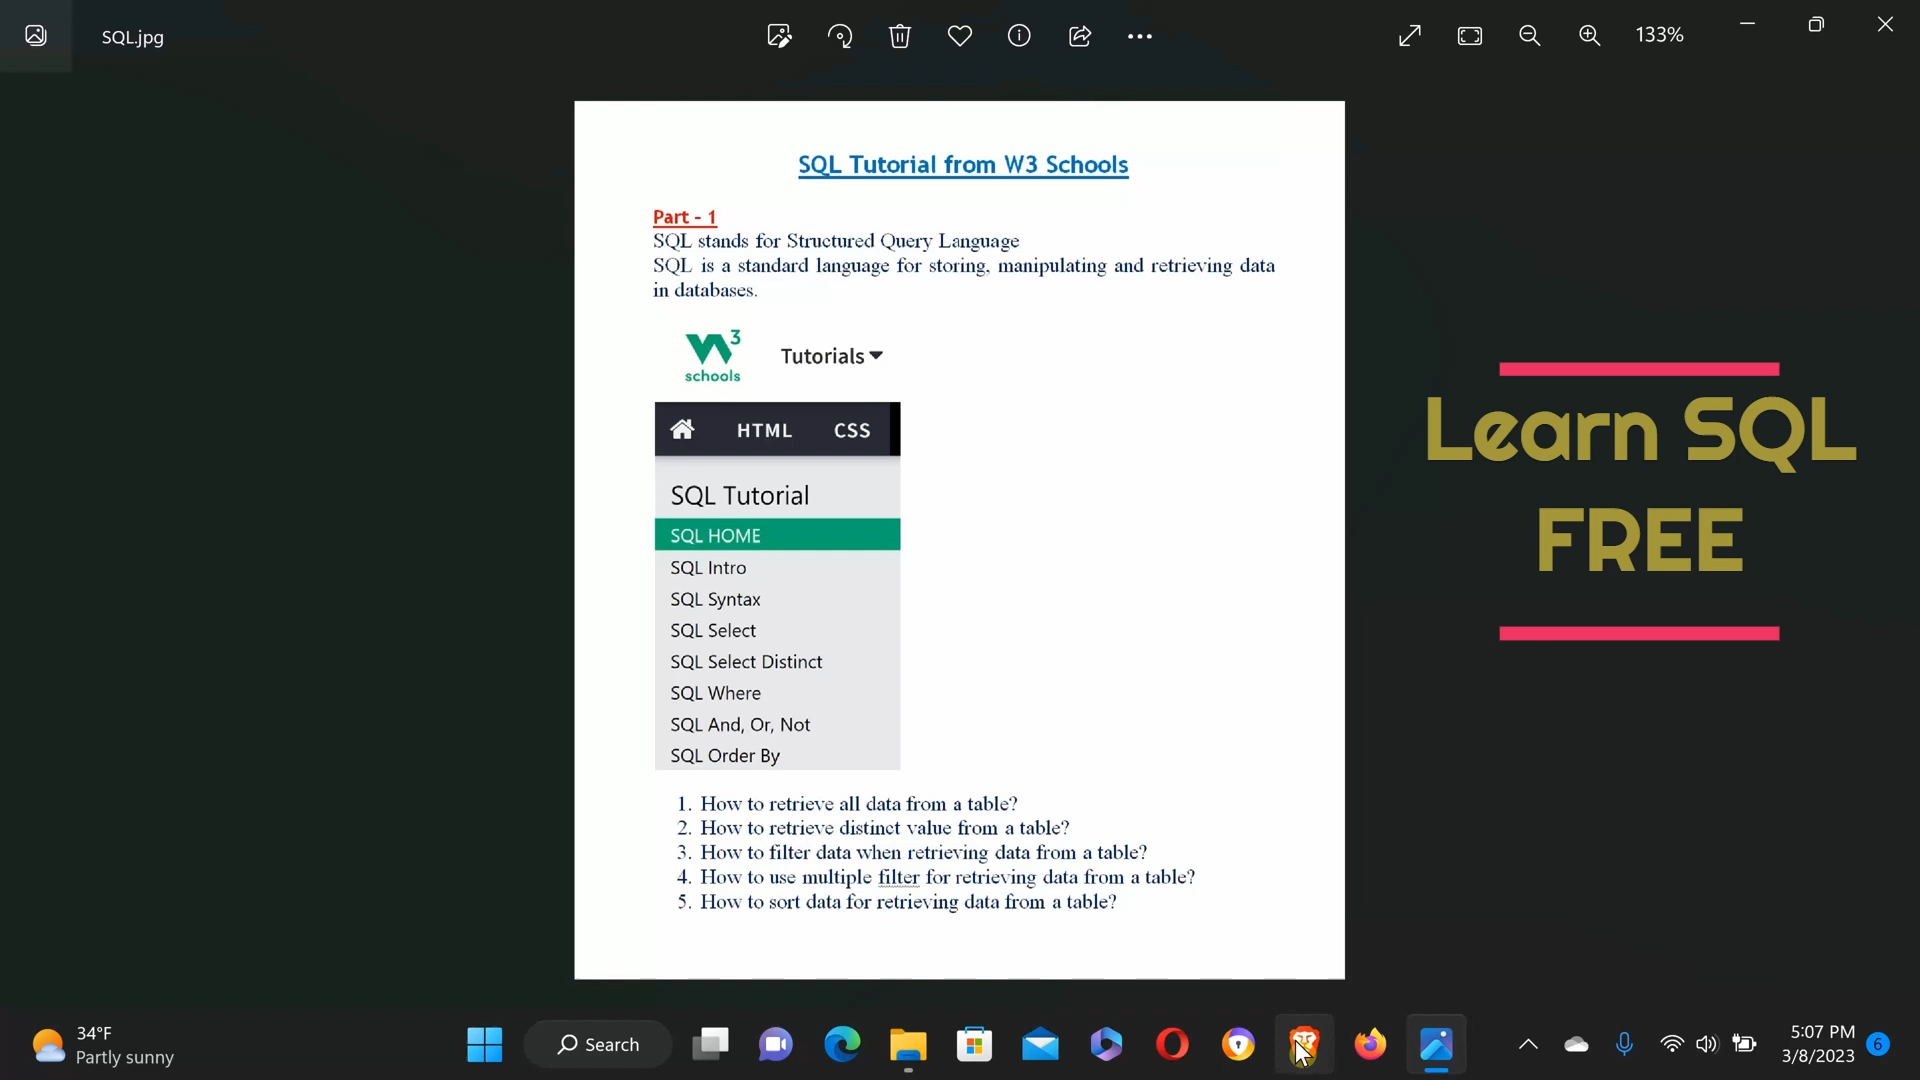 SQL.jpg
133%
SQL Tutorial from W3 Schools
Part - 1
SQL stands for Structured Query Language
SQL is a standard language for storing, manipulating and retrieving data
in databases.
W3
schools
Tutorials
HTML CSS
SQL Tutorial
SQL HOME
SQL Intro
SQL Syntax
SQL Select
SQL Select Distinct
SQL Where
SQL And, Or, Not
SQL Order By
1. How to retrieve all data from a table?
2. How to retrieve distinct value from a table?
3. How to filter data when retrieving data from a table?
4. How to use multiple filter for retrieving data from a table?
5. How to sort data for retrieving data from a table?
Learn SQL
FREE
34°F
Partly sunny
Search
5:07 PM
3/8/2023
6